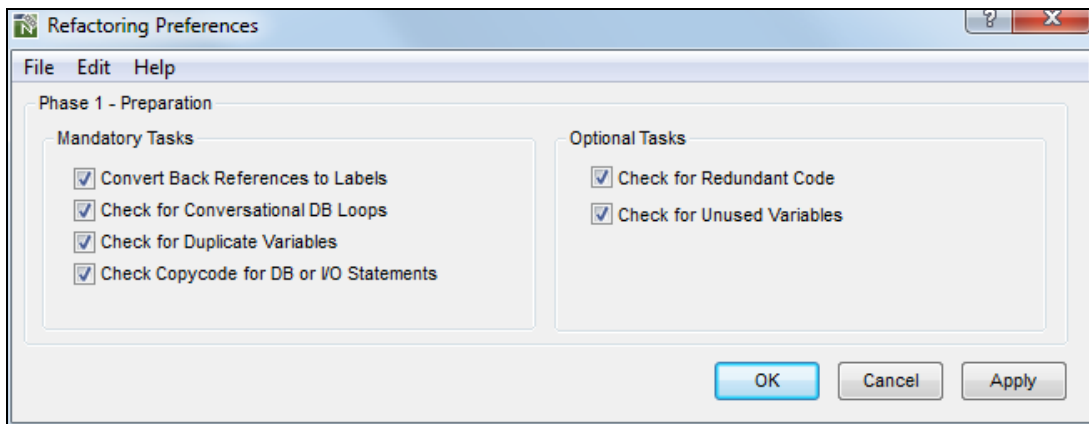 Refactoring Preferences
File Edit Help
Phase 1 - Preparation
Mandatory Tasks
Convert Back References to Labels
Check for Conversational DB Loops
Check for Duplicate Variables
Check Copycode for DB or I/O Statements
Optional Tasks
Check for Redundant Code
Check for Unused Variables
OK Cancel Apply